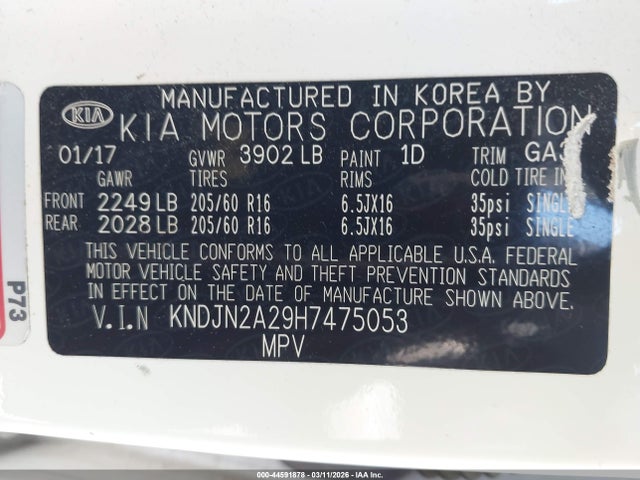 MANUFACTURED IN KOREA BY
KIA KIA MOTORS CORPORATION
01/17 GVWR 3902 LB PAINT 1D TRIM
GAWR TIRES RIMS COLD TIRE
FRONT 2249 LB 205/60 R16 6.5JX16 35psi SINGLE
REAR 2028 LB 205/60 R16 6.5JX16 35psi SINGLE
THIS VEHICLE CONFORMS TO ALL APPLICABLE U.S.A. FEDERAL
MOTOR VEHICLE SAFETY AND THEFT PREVENTION STANDARDS
IN EFFECT ON THE DATE OF MANUFACTURE SHOWN ABOVE.
V.I.N KNDJN2A29H7475053
MPV
P73
000 - 44591878 - 03/11/2026 - IAA Inc.